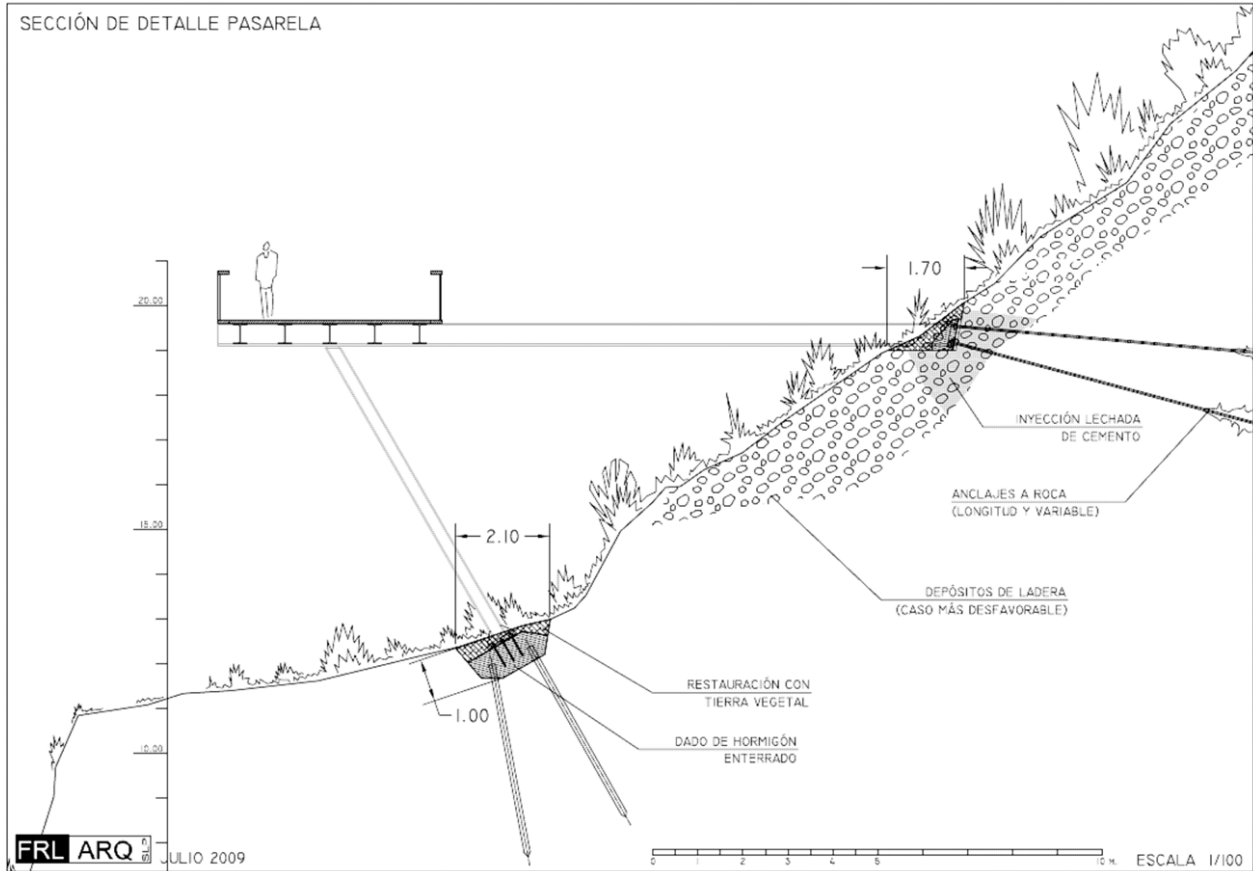 SECCIÓN DE DETALLE PASARELA
1.70
20.00
INYECCIÓN LECHADA
DE CEMENTO
ANCLAJES A ROCA
(LONGITUD Y VARIABLE)
15.00
2.10
DEPÓSITOS DE LADERA
(CASO MÁS DESFAVORABLE)
RESTAURACIÓN CON
TIERRA VEGETAL
1.00
DADO DE HORMIGÓN
ENTERRADO
10.00
FRL ARQ SLP
JULIO 2009
0 1 2 3 4 5 10 M.
ESCALA 1/100